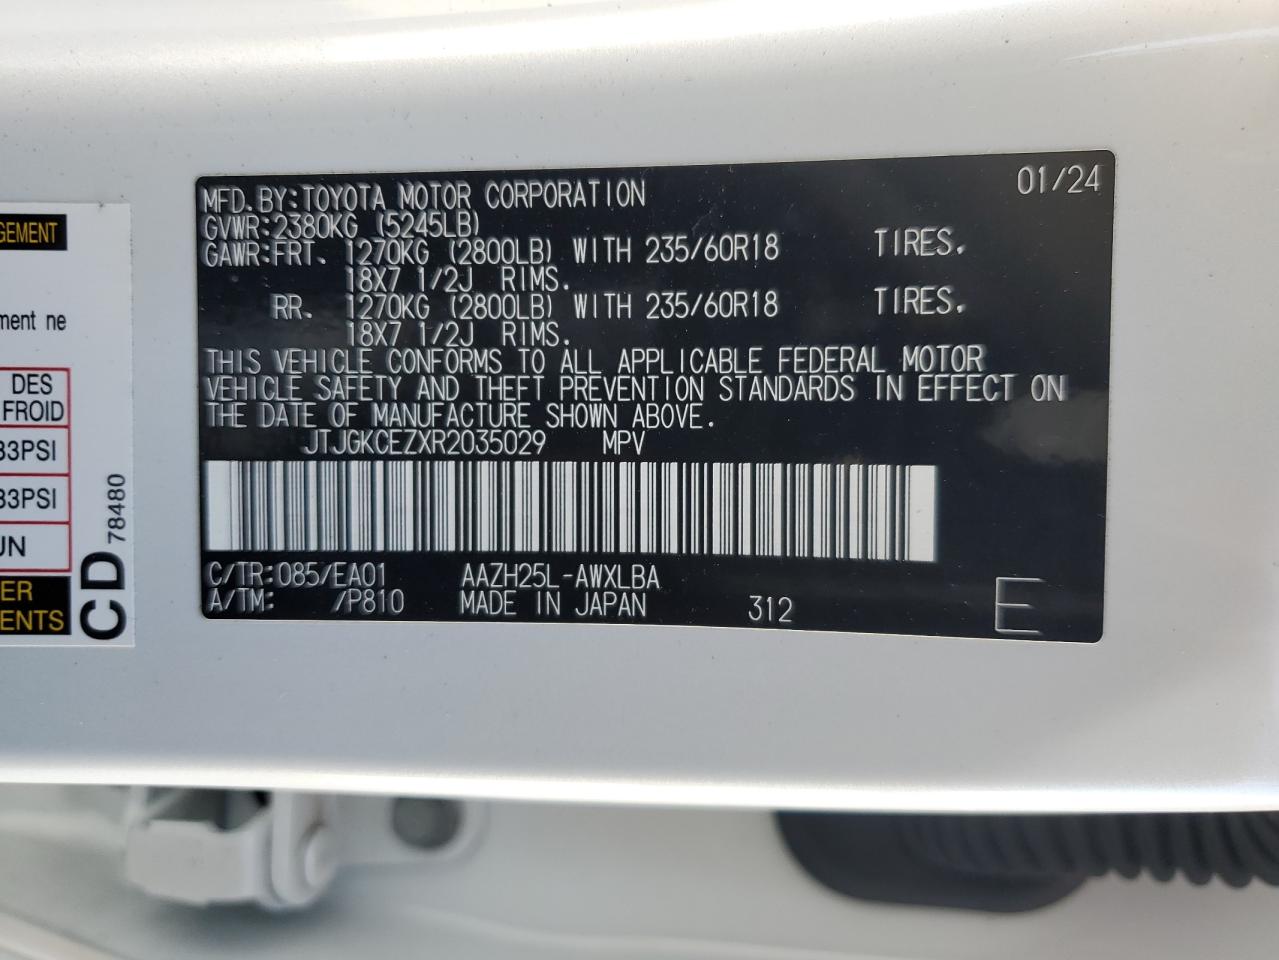 GEMENT
ment ne
DES
FROID
33PSI
33PSI
UN
ER
ENTS
CD 78480
MFD.BY:TOYOTA MOTOR CORPORATION 01/24
GVWR:2380KG (5245LB)
GAWR:FRT. 1270KG (2800LB) WITH 235/60R18 TIRES.
18X7 1/2J RIMS.
RR. 1270KG (2800LB) WITH 235/60R18 TIRES.
18X7 1/2J RIMS.
THIS VEHICLE CONFORMS TO ALL APPLICABLE FEDERAL MOTOR
VEHICLE SAFETY AND THEFT PREVENTION STANDARDS IN EFFECT ON
THE DATE OF MANUFACTURE SHOWN ABOVE.
JTJGKCEZXR2035029 MPV
C/TR:085/EA01 AAZH25L-AWXLBA
A/TM: /P810 MADE IN JAPAN 312 E